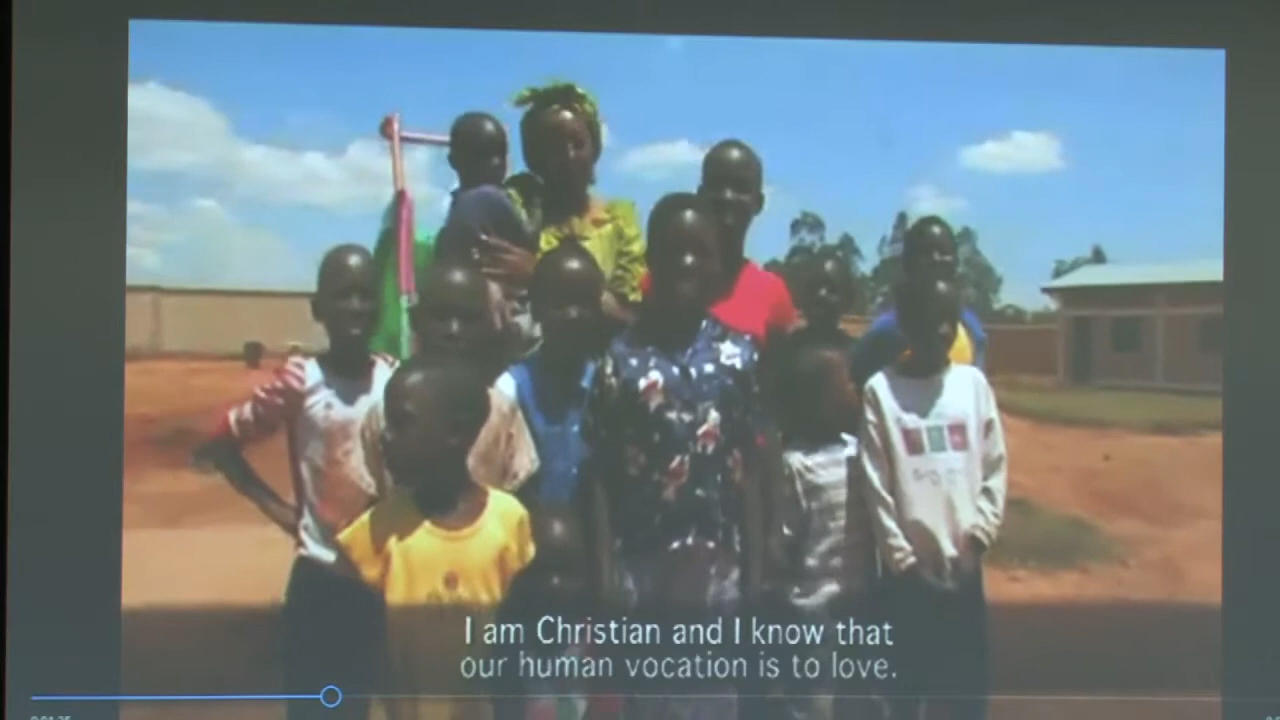 I am Christian and I know that
our human vocation is to love.